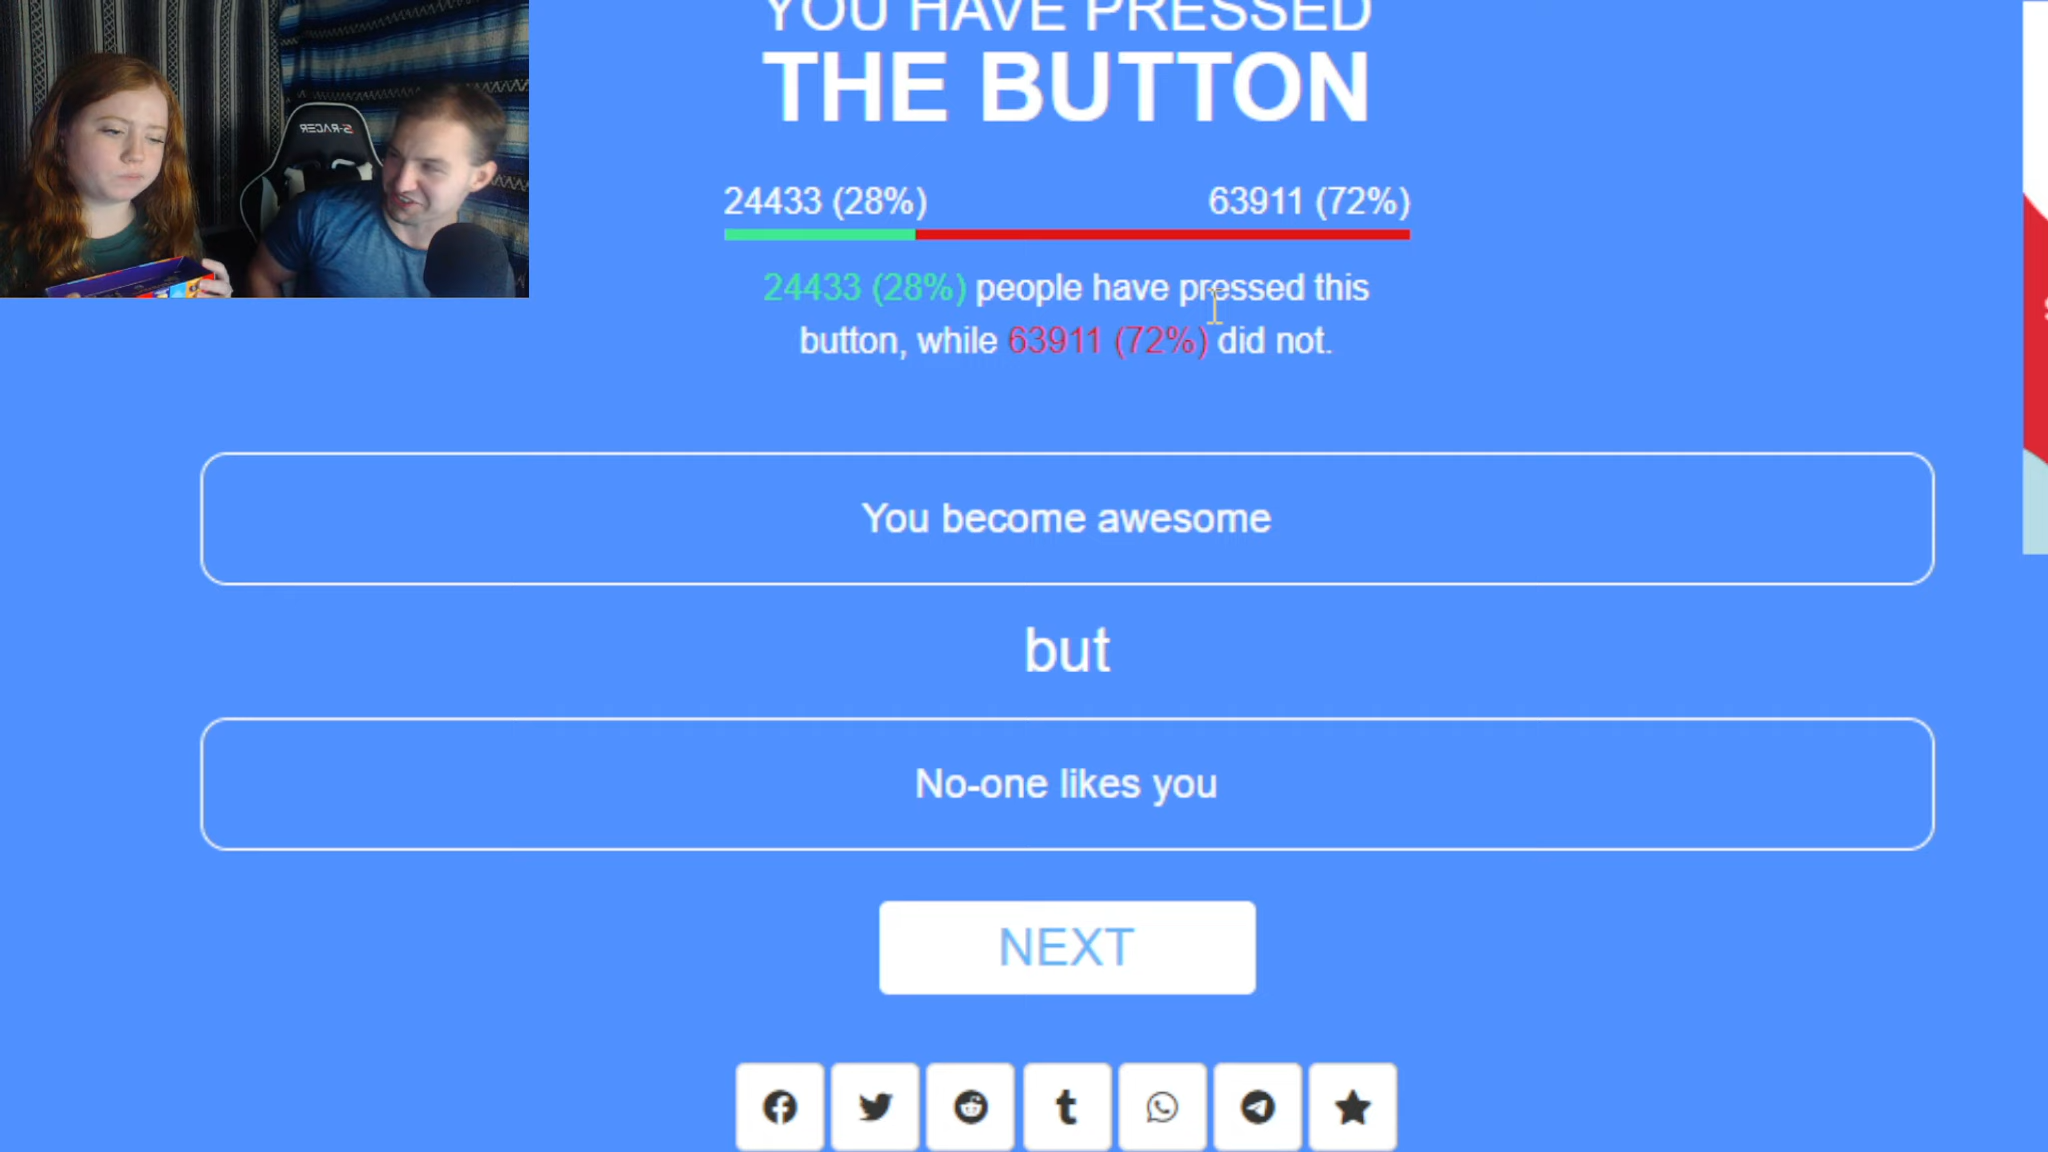 YOU HAVE PRESSED
THE BUTTON
24433 (28%) 63911 (72%)
24433 (28%) people have pressed this
button, while 63911 (72%) did not.
You become awesome
but
No-one likes you
NEXT